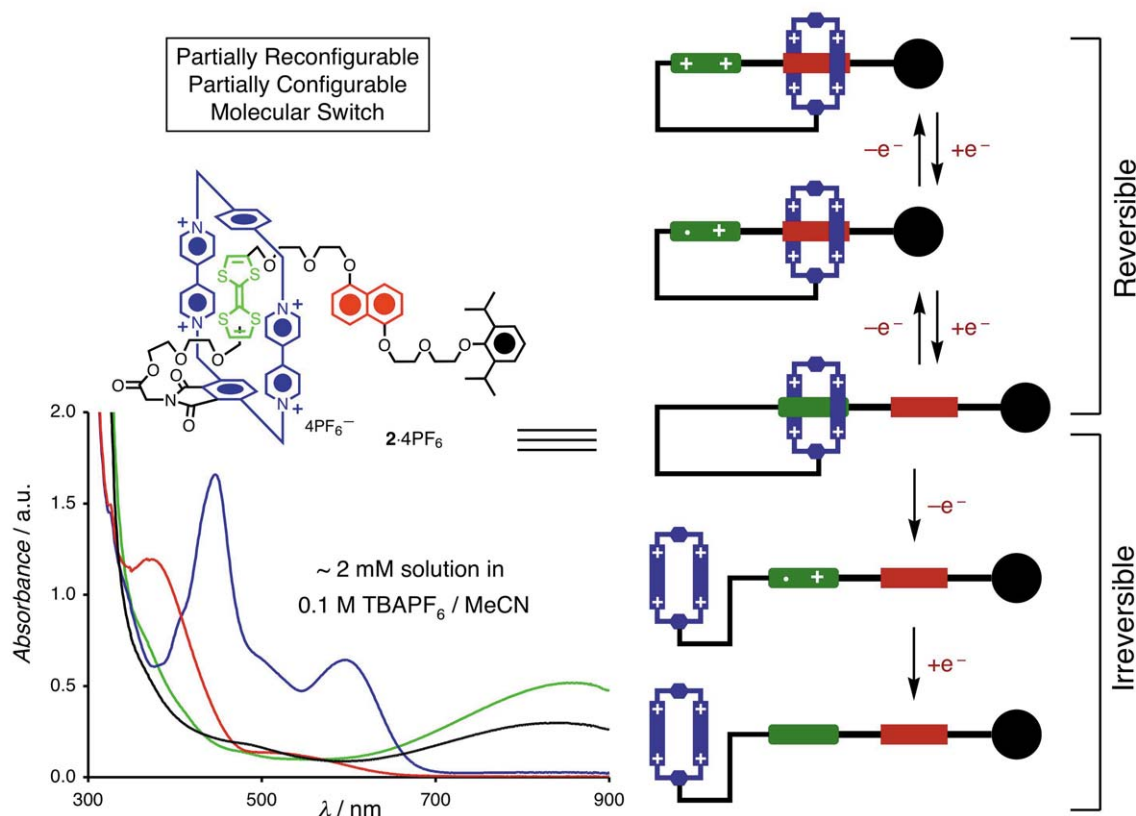 Partially Reconfigurable
Partially Configurable
Molecular Switch
+
N
N
+
S
S
S
S
O
O
O
+
N
N
+
O
O
O
O
O
O
O
O
N
O
O
4PF₆⁻
2·4PF₆
2.0
1.5
1.0
0.5
0.0
Absorbance / a.u.
~ 2 mM solution in
0.1 M TBAPF₆ / MeCN
300
500
700
900
λ / nm
+ +
+ +
+ +
–e⁻
+e⁻
· +
+ +
+ +
–e⁻
+e⁻
+ +
+ +
–e⁻
+ +
+ +
· +
+e⁻
+ +
+ +
Reversible
Irreversible